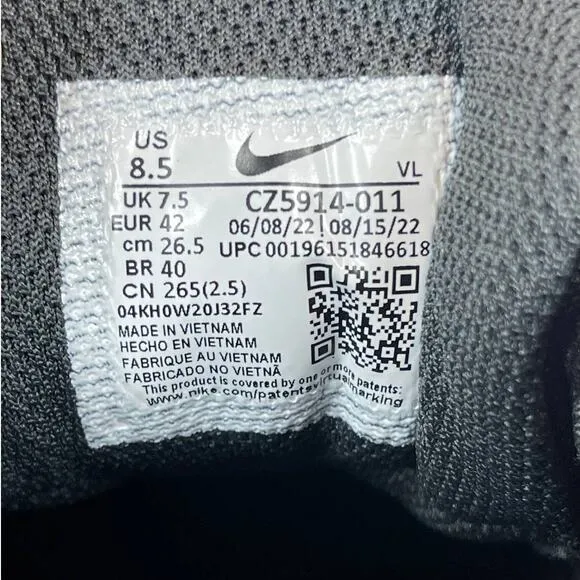 US
8.5
VL
UK 7.5
CZ5914-011
EUR 42
06/08/22 | 08/15/22
cm 26.5
UPC 00196151846618
BR 40
CN 265(2.5)
04KH0W20J32FZ
MADE IN VIETNAM
HECHO EN VIETNAM
FABRIQUE AU VIETNAM
FABRICADO NO VIETNÃ
This product is covered by one or more patents:
www.nike.com/patentsvirtualmarking